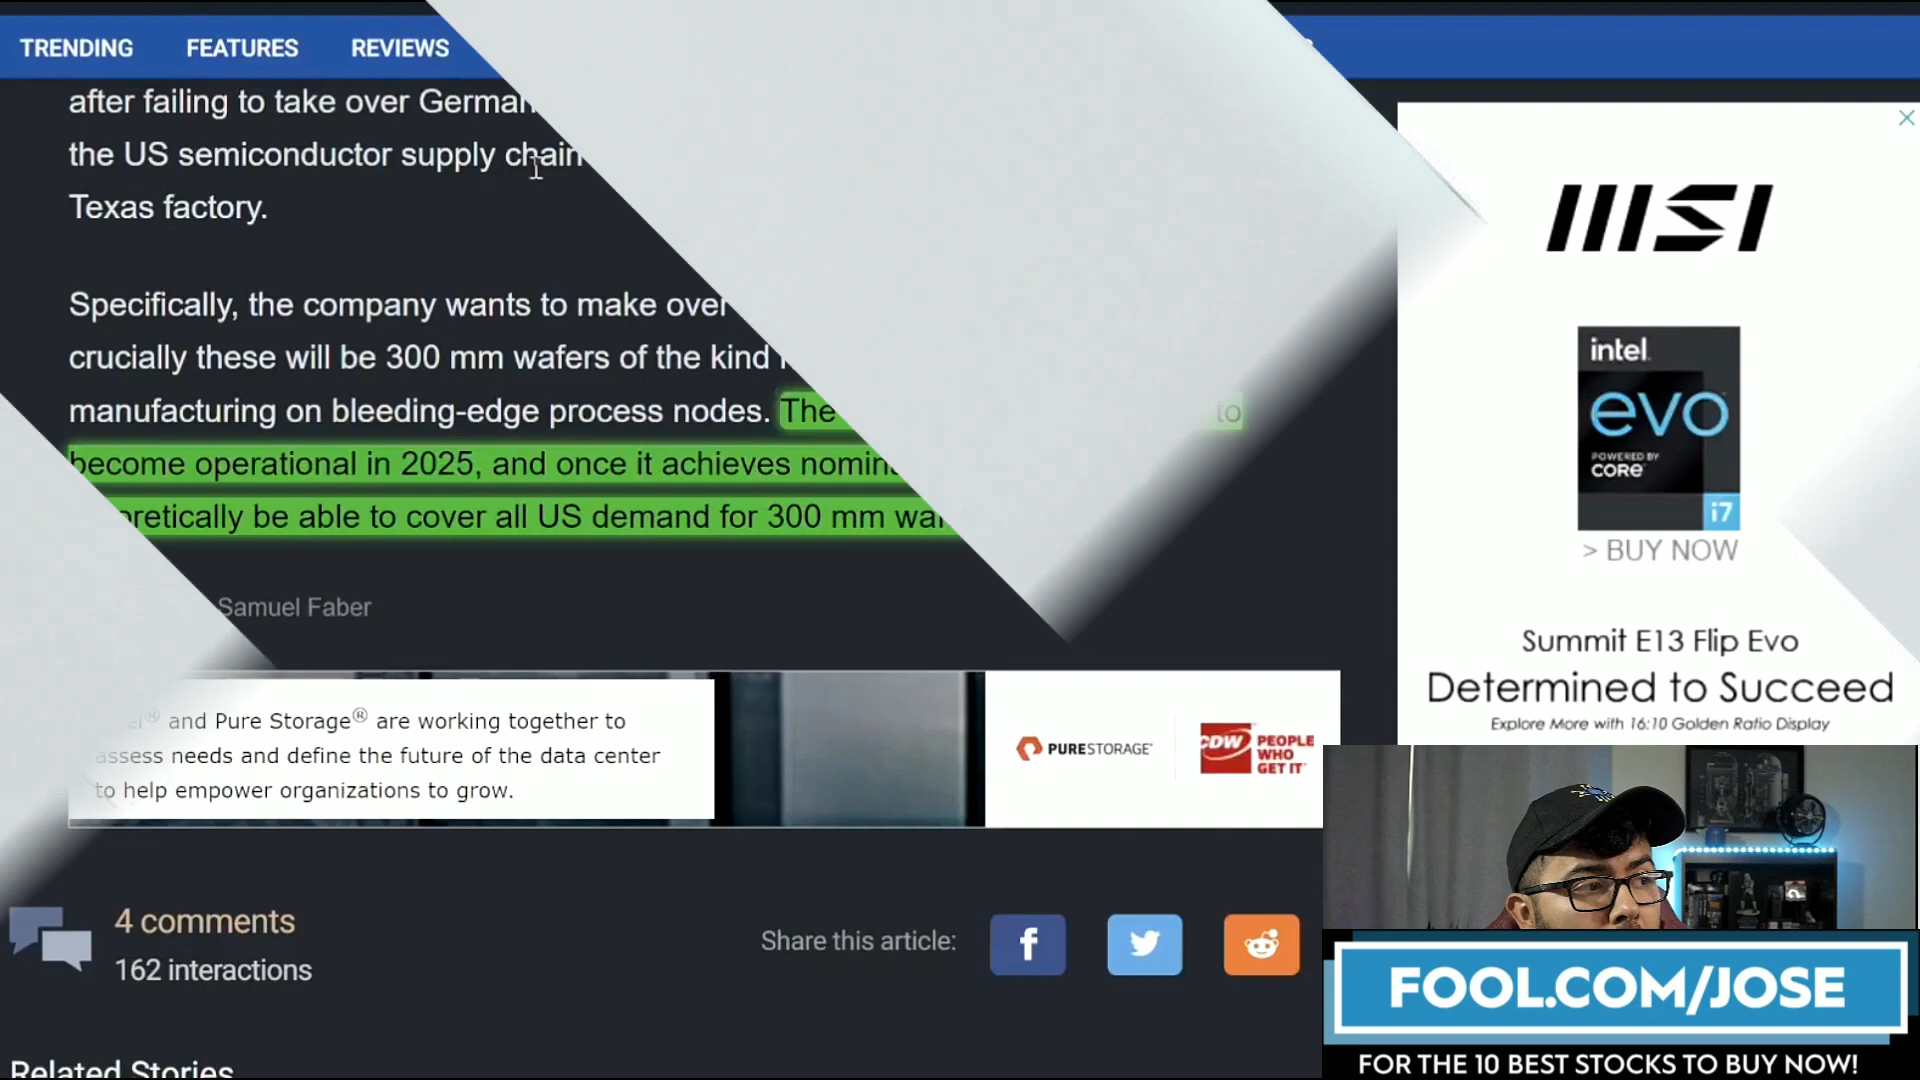 TRENDING FEATURES REVIEWS
after failing to take over German
the US semiconductor supply chain
Texas factory.
Specifically, the company wants to make over
crucially these will be 300 mm wafers of the kind
manufacturing on bleeding-edge process nodes. The to
become operational in 2025, and once it achieves
be able to cover all US demand for 300 mm
Samuel Faber
and Pure Storage® are working together to
assess needs and define the future of the data center
to help empower organizations to grow.
PURESTORAGE
CDW PEOPLE
WHO
GET IT
4 comments
162 interactions
Share this article:
f
Related Stories
msi
intel.
evo
POWERED BY
CORE
i7
> BUY NOW
Summit E13 Flip Evo
Determined to Succeed
Explore More with 16:10 Golden Ratio Display
FOOL.COM/JOSE
FOR THE 10 BEST STOCKS TO BUY NOW!